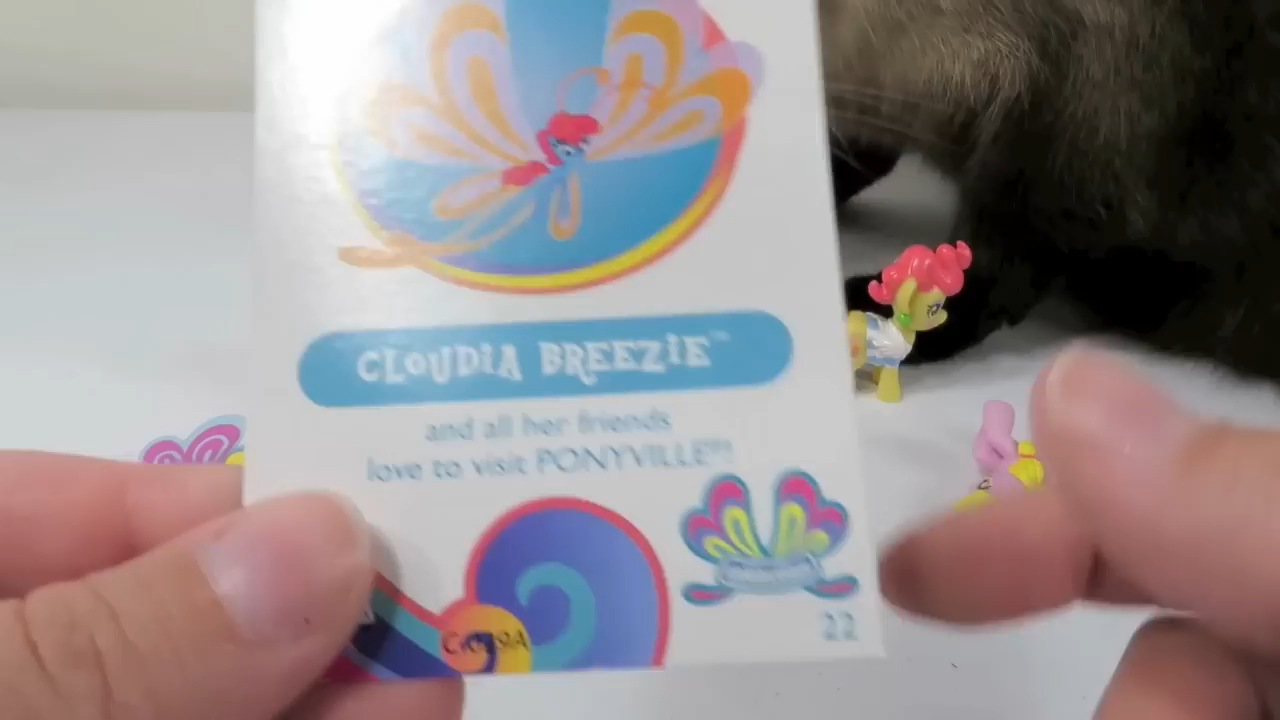 CLOUDIA BREEZIE™
and all her friends
love to visit PONYVILLE™!
22